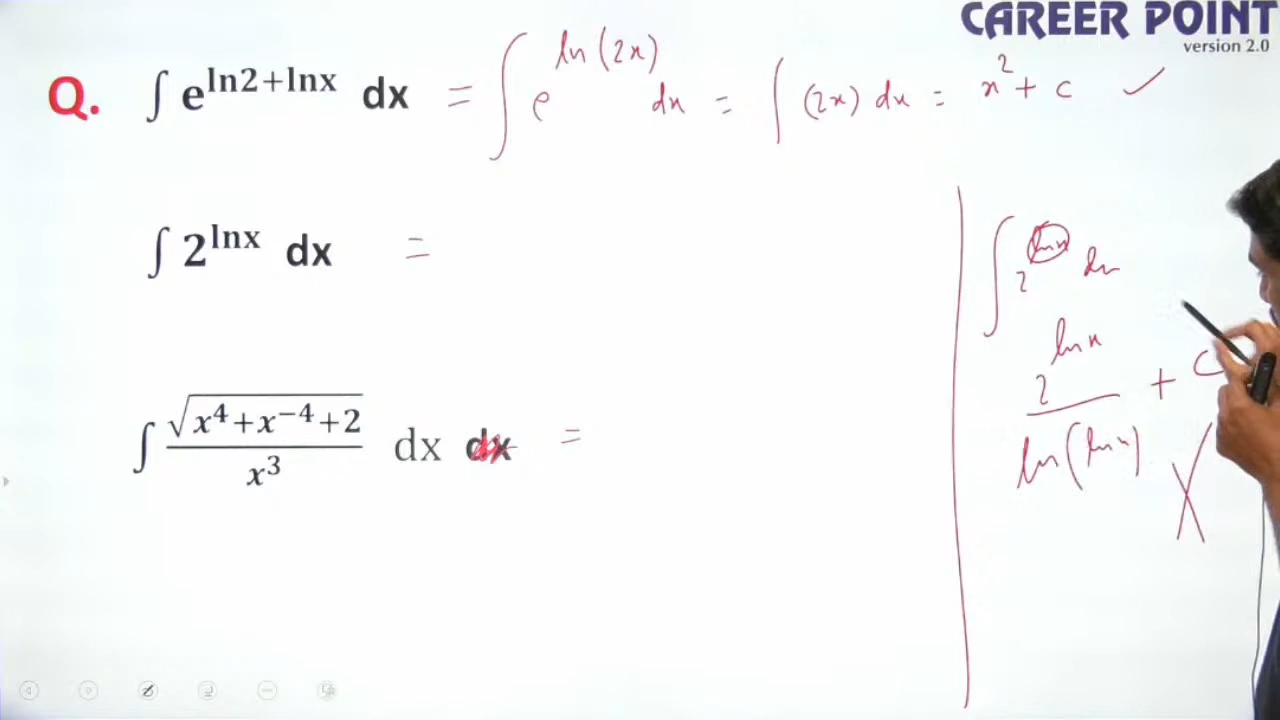 CAREER POINT
version 2.0
Q. ∫ e^(ln2+lnx) dx = ∫ e^(ln(2x)) dx = ∫ (2x) dx = x² + c ✓
∫ 2^(lnx) dx =
∫ √(x⁴+x⁻⁴+2) / x³ dx dx =
∫ 2^(lnx) dx
2^(lnx) / ln(lnx) + C